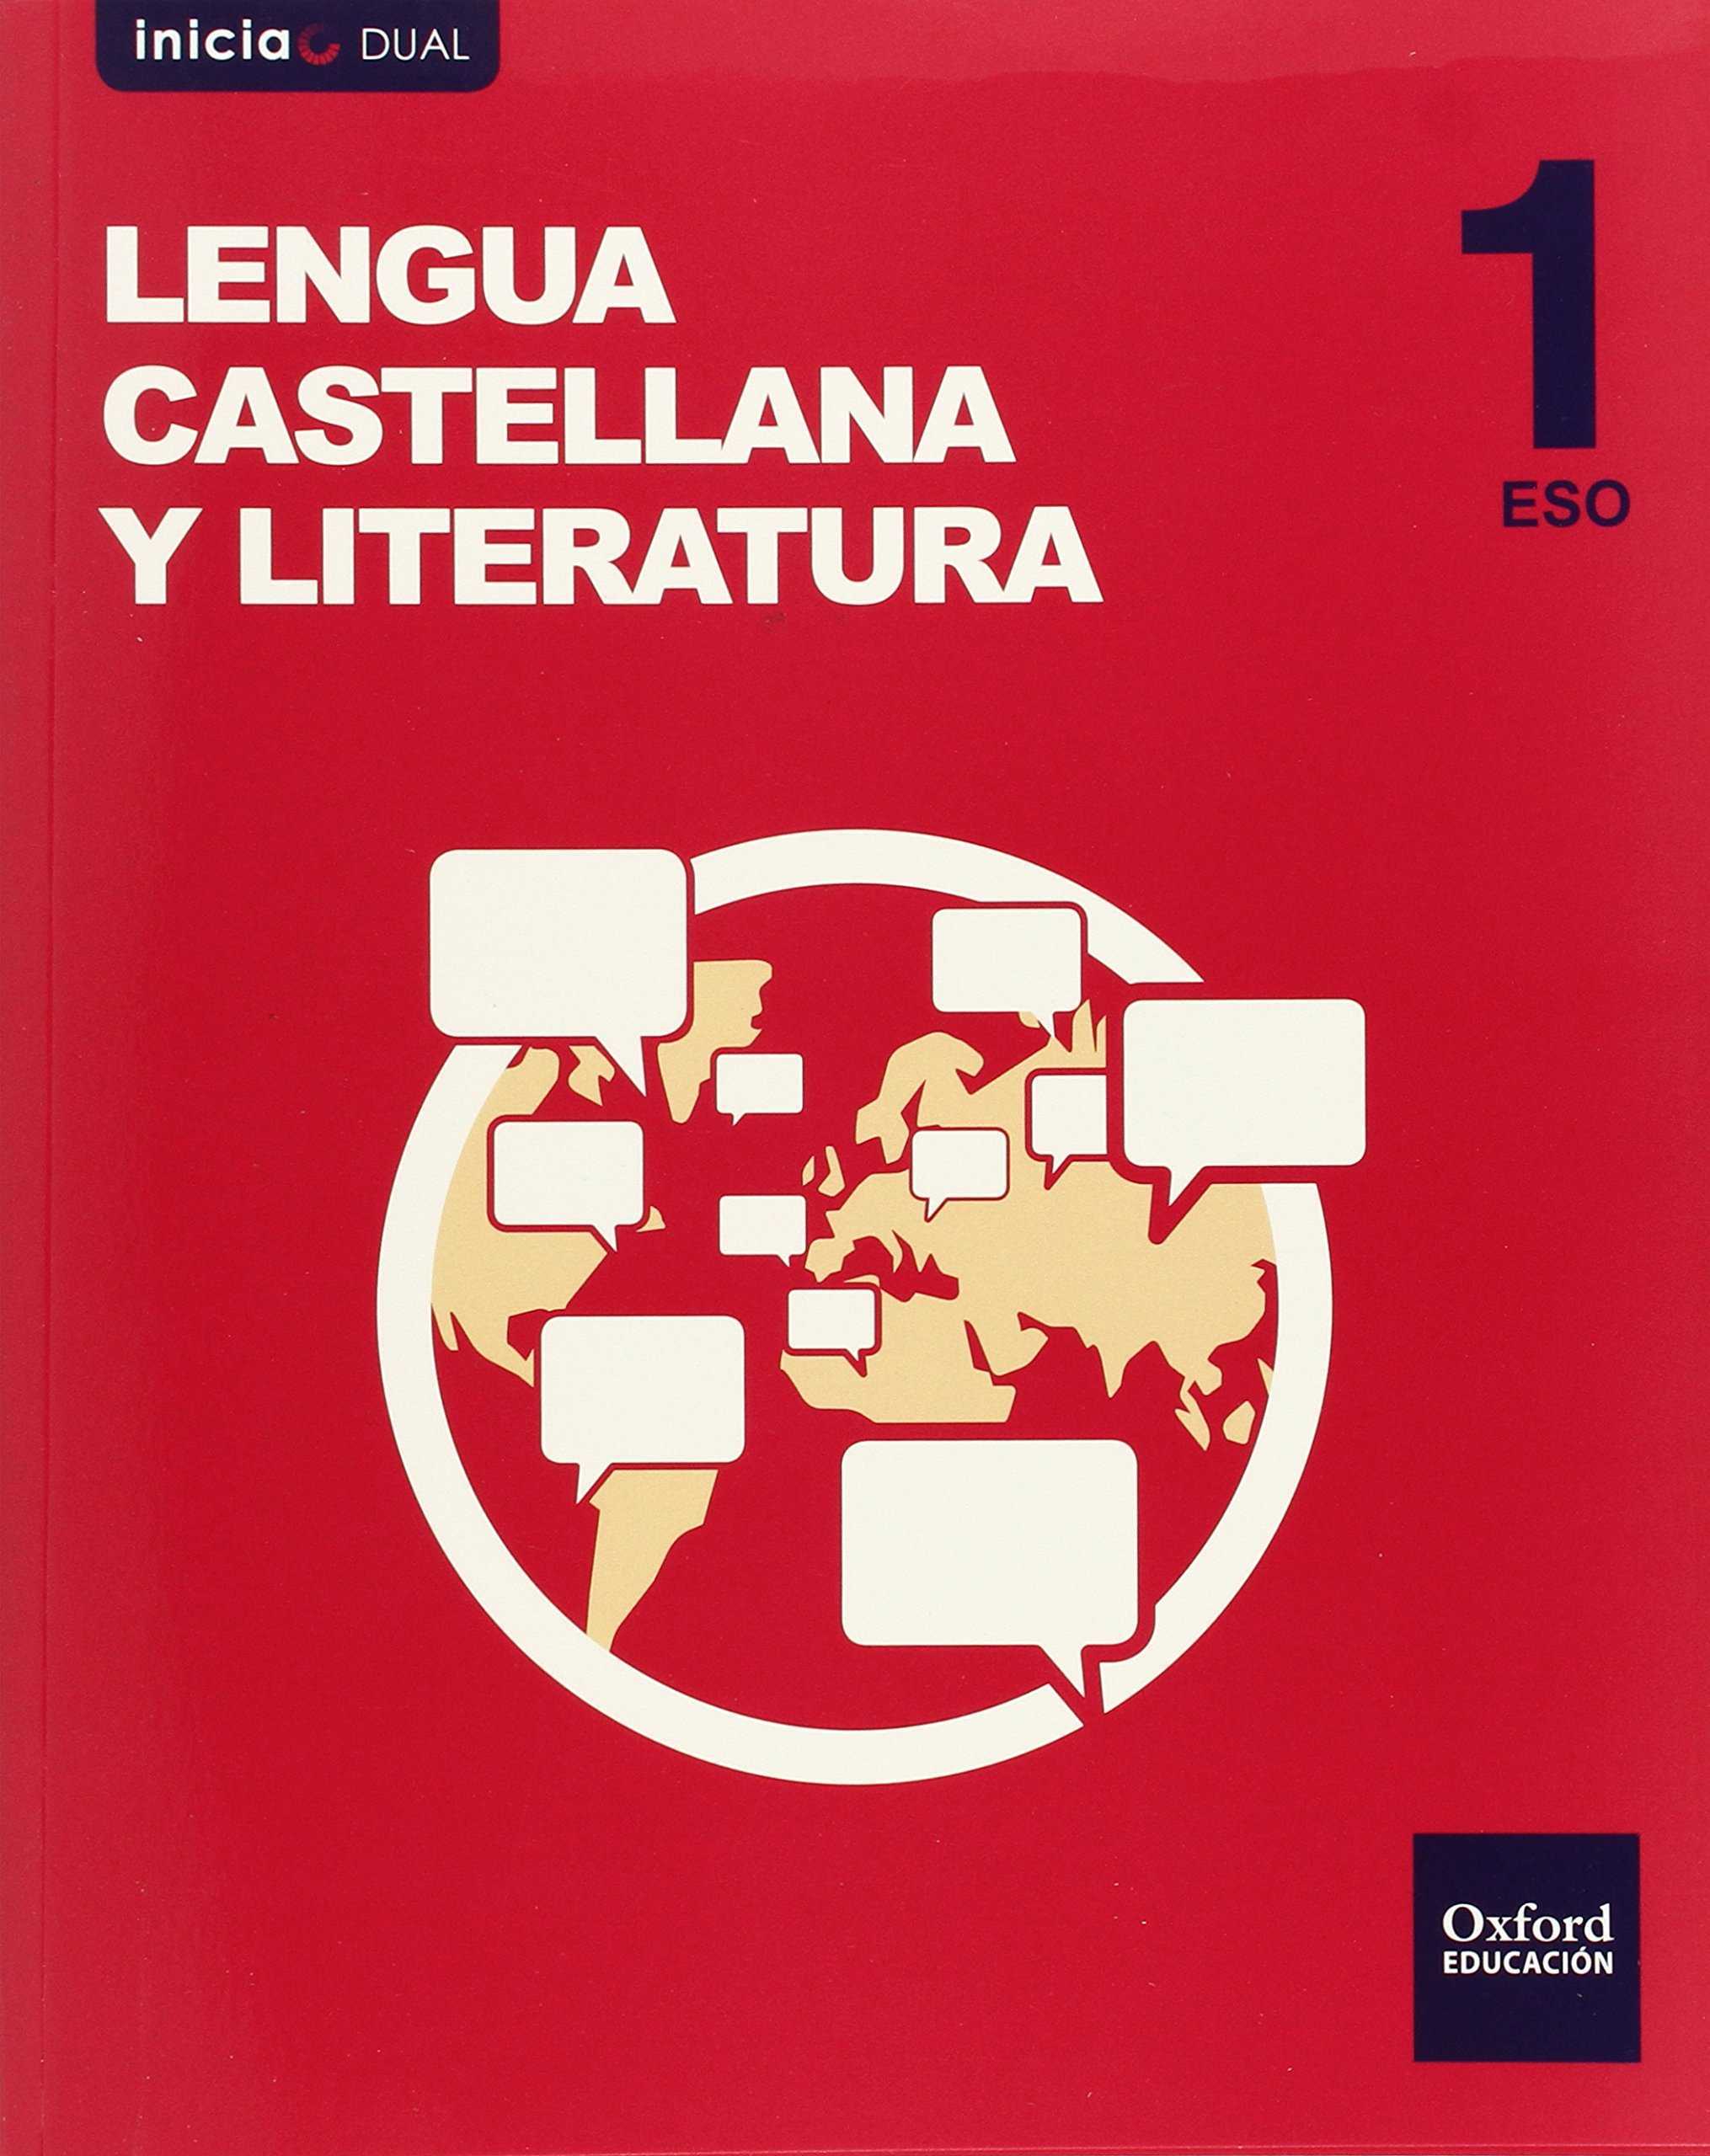 inicia DUAL
LENGUA
CASTELLANA
Y LITERATURA
1
ESO
Oxford
EDUCACIÓN